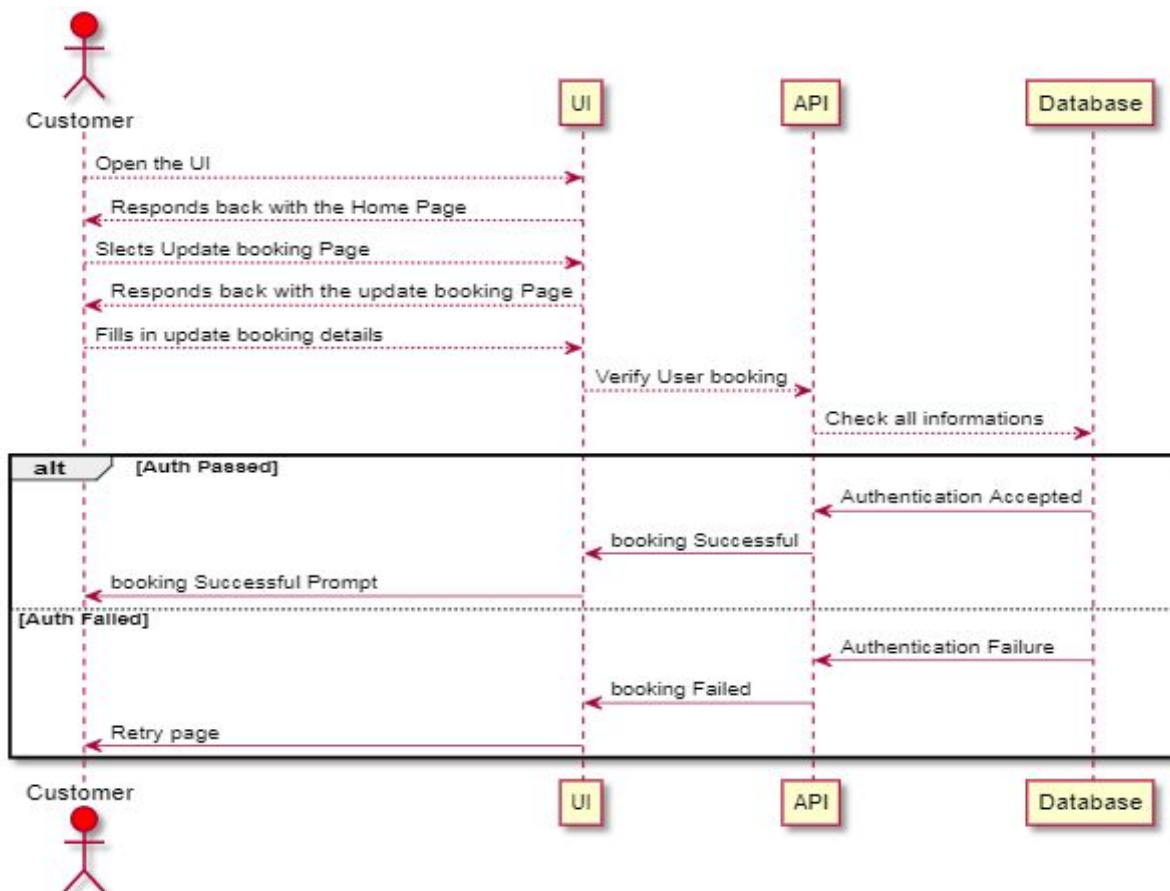 Customer
UI
API
Database
Open the UI
Responds back with the Home Page
Slects Update booking Page
Responds back with the update booking Page
Fills in update booking details
Verify User booking
Check all informations
alt [Auth Passed]
Authentication Accepted
booking Successful
booking Successful Prompt
[Auth Failed]
Authentication Failure
booking Failed
Retry page
Customer
UI
API
Database